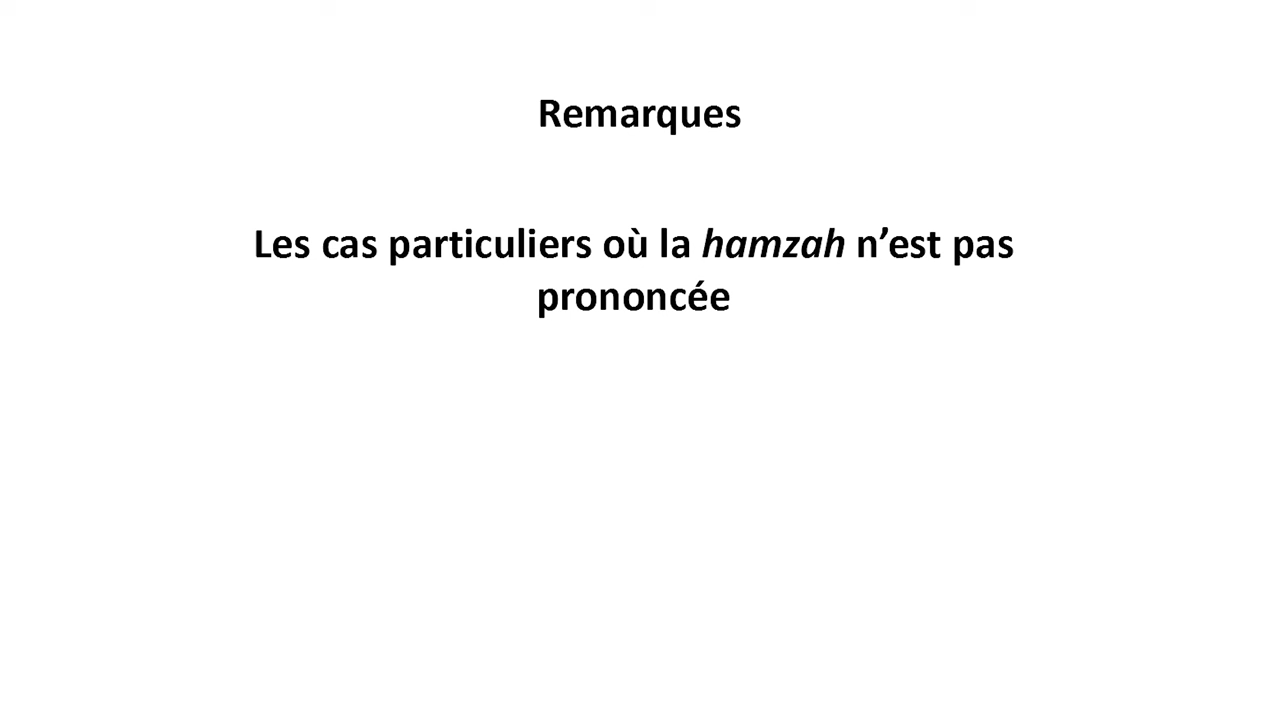 Remarques
Les cas particuliers où la hamzah n’est pas
prononcée